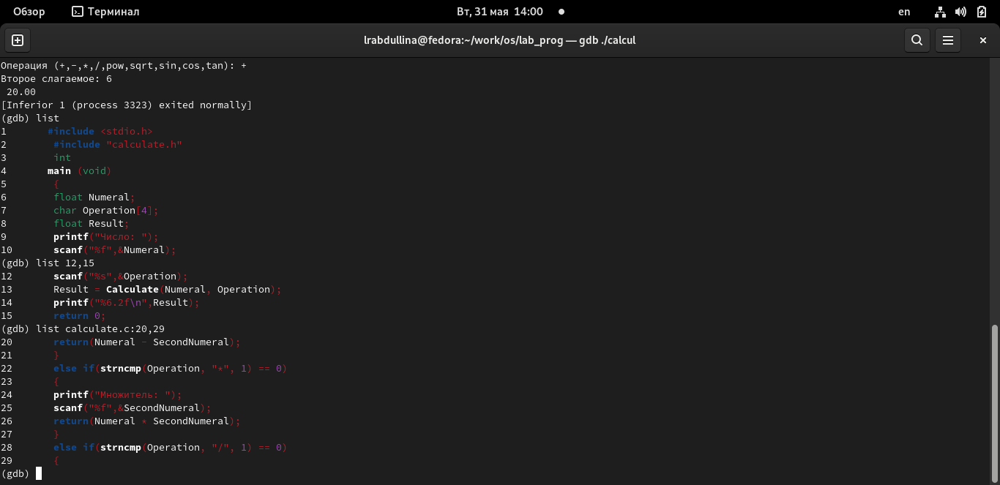 Обзор Терминал Вт, 31 мая 14:00 en
lrabdullina@fedora:~/work/os/lab_prog — gdb ./calcul
Операция (+,-,*,/,pow,sqrt,sin,cos,tan): +
Второе слагаемое: 6
 20.00
[Inferior 1 (process 3323) exited normally]
(gdb) list
1       #include <stdio.h>
2        #include "calculate.h"
3        int
4       main (void)
5        {
6        float Numeral;
7        char Operation[4];
8        float Result;
9        printf("Число: ");
10       scanf("%f",&Numeral);
(gdb) list 12,15
12       scanf("%s",&Operation);
13       Result = Calculate(Numeral, Operation);
14       printf("%6.2f\n",Result);
15       return 0;
(gdb) list calculate.c:20,29
20       return(Numeral - SecondNumeral);
21       }
22       else if(strncmp(Operation, "*", 1) == 0)
23       {
24       printf("Множитель: ");
25       scanf("%f",&SecondNumeral);
26       return(Numeral * SecondNumeral);
27       }
28       else if(strncmp(Operation, "/", 1) == 0)
29       {
(gdb)